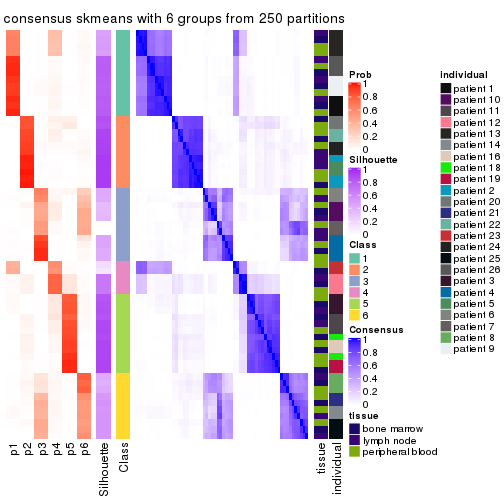 consensus skmeans with 6 groups from 250 partitions
p1
p2
p3
p4
p5
p6
Silhouette
Class
tissue
individual
Prob
1
0.8
0.6
0.4
0.2
0
Silhouette
1
0.8
0.6
0.4
0.2
0
Class
1
2
3
4
5
6
Consensus
1
0.8
0.6
0.4
0.2
0
tissue
bone marrow
lymph node
peripheral blood
individual
patient 1
patient 10
patient 11
patient 12
patient 13
patient 14
patient 16
patient 18
patient 19
patient 2
patient 20
patient 21
patient 22
patient 23
patient 24
patient 25
patient 26
patient 3
patient 4
patient 5
patient 6
patient 7
patient 8
patient 9